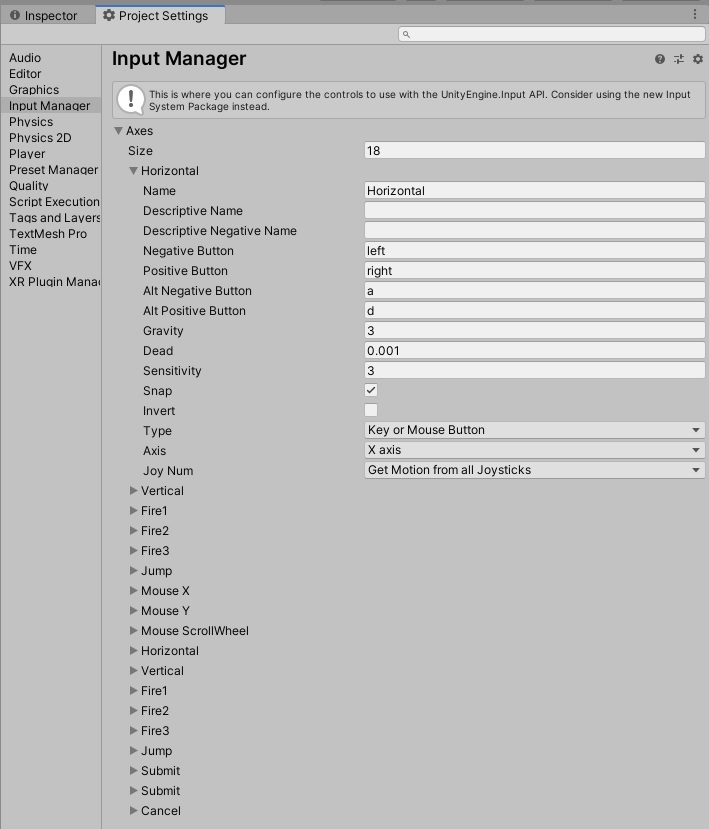 Inspector
Project Settings
Input Manager
This is where you can configure the controls to use with the UnityEngine.Input API. Consider using the new Input
System Package instead.
Audio
Editor
Graphics
Input Manager
Physics
Physics 2D
Player
Preset Manager
Quality
Script Execution
Tags and Layers
TextMesh Pro
Time
VFX
XR Plugin Mana
Axes
Size 18
Horizontal
Name Horizontal
Descriptive Name
Descriptive Negative Name
Negative Button left
Positive Button right
Alt Negative Button a
Alt Positive Button d
Gravity 3
Dead 0.001
Sensitivity 3
Snap
Invert
Type Key or Mouse Button
Axis X axis
Joy Num Get Motion from all Joysticks
Vertical
Fire1
Fire2
Fire3
Jump
Mouse X
Mouse Y
Mouse ScrollWheel
Horizontal
Vertical
Fire1
Fire2
Fire3
Jump
Submit
Submit
Cancel